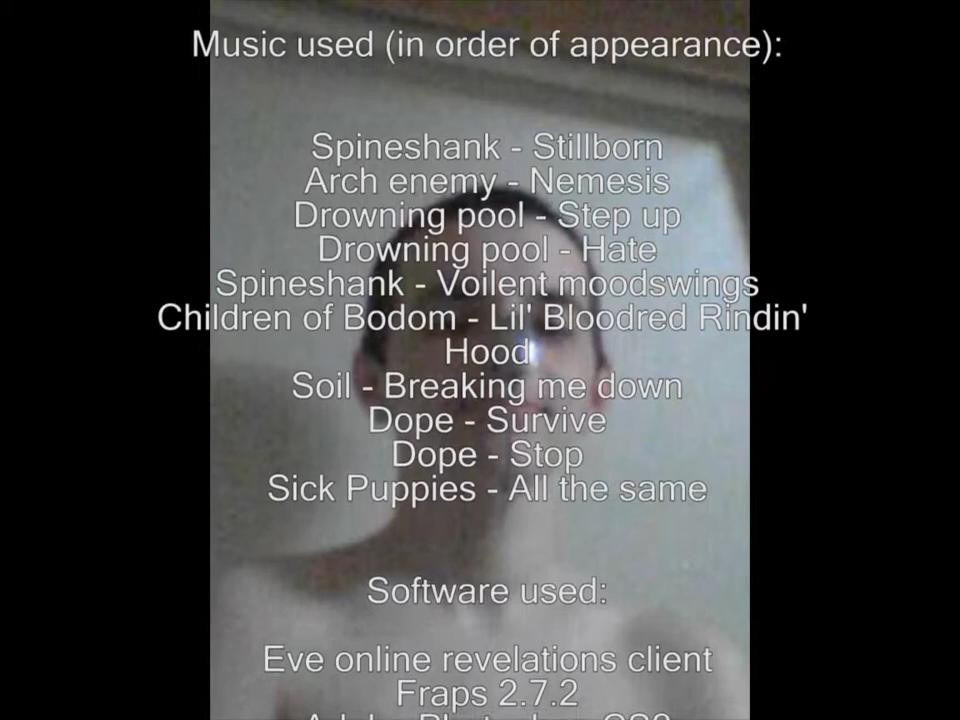 Music used (in order of appearance):
Spineshank - Stillborn
Arch enemy - Nemesis
Drowning pool - Step up
Drowning pool - Hate
Spineshank - Voilent moodswings
Children of Bodom - Lil' Bloodred Rindin'
Hood
Soil - Breaking me down
Dope - Survive
Dope - Stop
Sick Puppies - All the same
Software used:
Eve online revelations client
Fraps 2.7.2